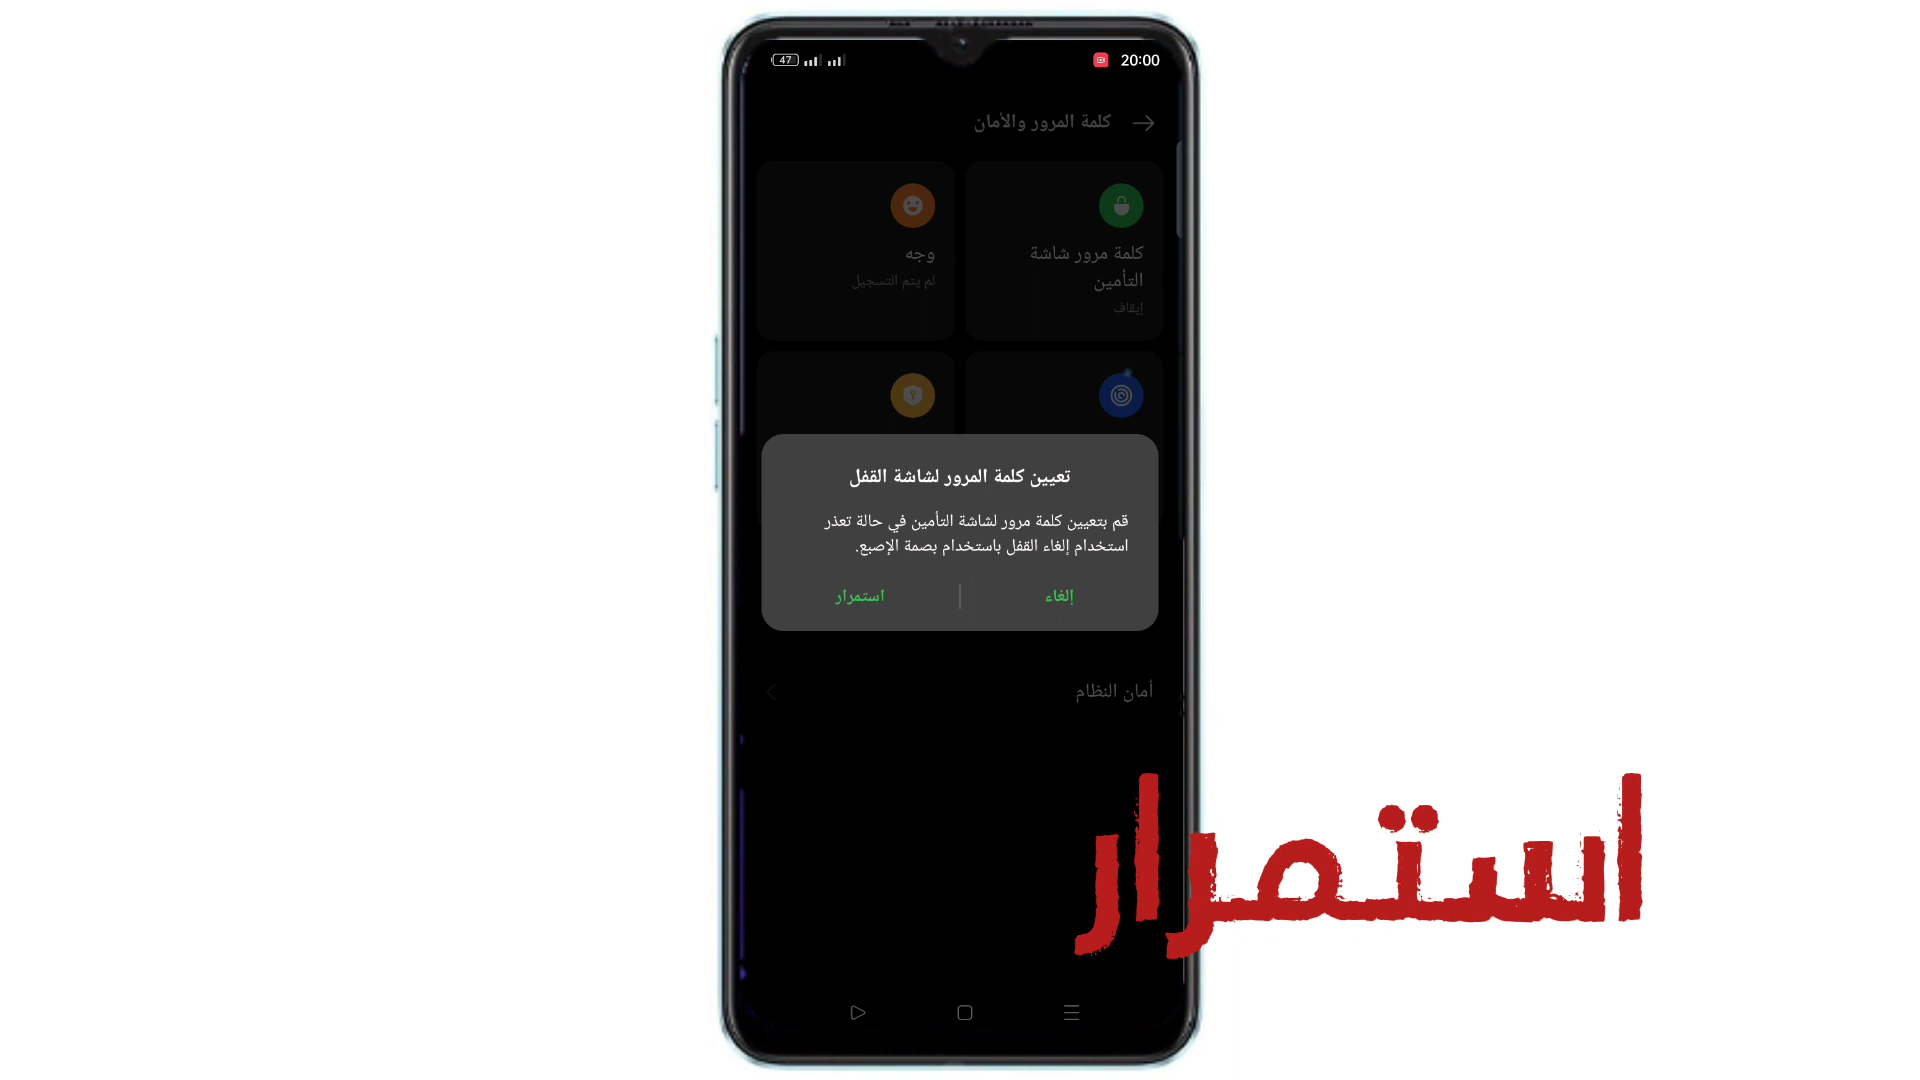 47
20:00
كلمة المرور والأمان
كلمة مرور شاشة
التأمين
إيقاف
وجه
لم يتم التسجيل
تعيين كلمة المرور لشاشة القفل
قم بتعيين كلمة مرور لشاشة التأمين في حالة تعذر
استخدام إلغاء القفل باستخدام بصمة الإصبع.
إلغاء
استمرار
أمان النظام
استمرار